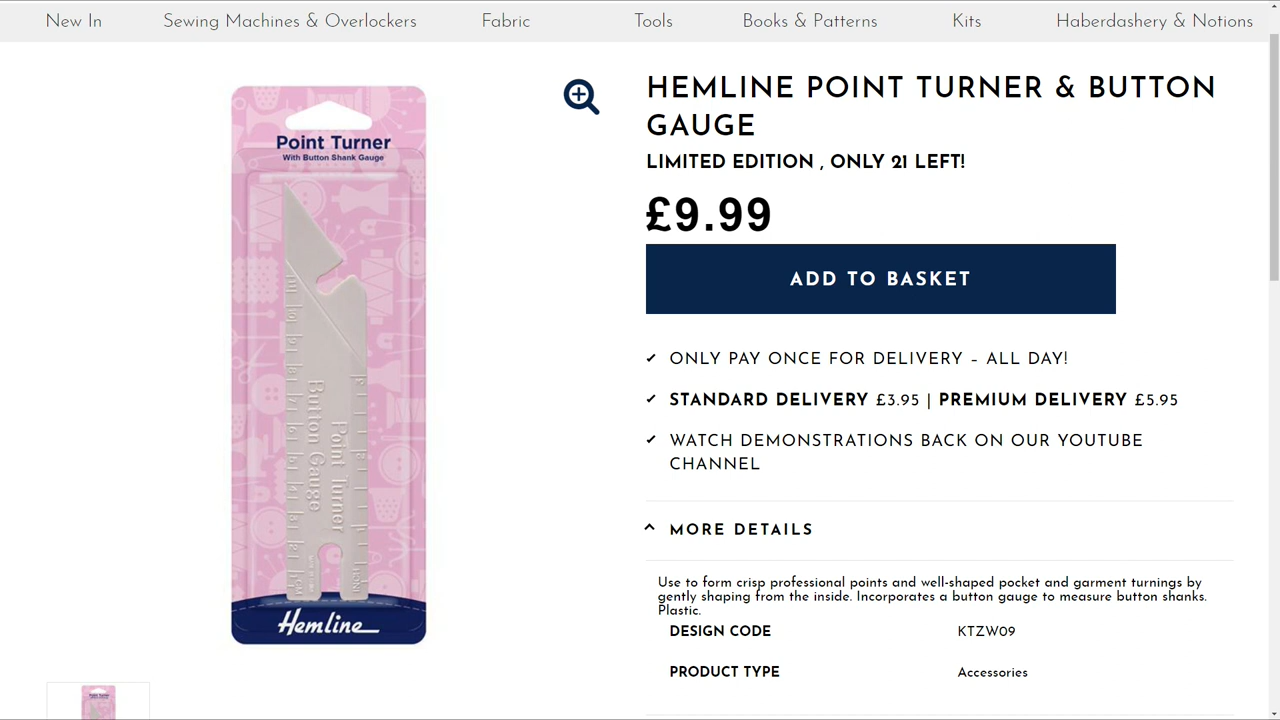 New In
Sewing Machines & Overlockers
Fabric
Tools
Books & Patterns
Kits
Haberdashery & Notions
Point Turner
With Button Shank Gauge
Button Gauge
Point Turner
Hemline
HEMLINE POINT TURNER & BUTTON
GAUGE
LIMITED EDITION , ONLY 21 LEFT!
£9.99
ADD TO BASKET
ONLY PAY ONCE FOR DELIVERY – ALL DAY!
STANDARD DELIVERY £3.95 | PREMIUM DELIVERY £5.95
WATCH DEMONSTRATIONS BACK ON OUR YOUTUBE
CHANNEL
MORE DETAILS
Use to form crisp professional points and well-shaped pocket and garment turnings by
gently shaping from the inside. Incorporates a button gauge to measure button shanks.
Plastic.
DESIGN CODE KTZW09
PRODUCT TYPE Accessories